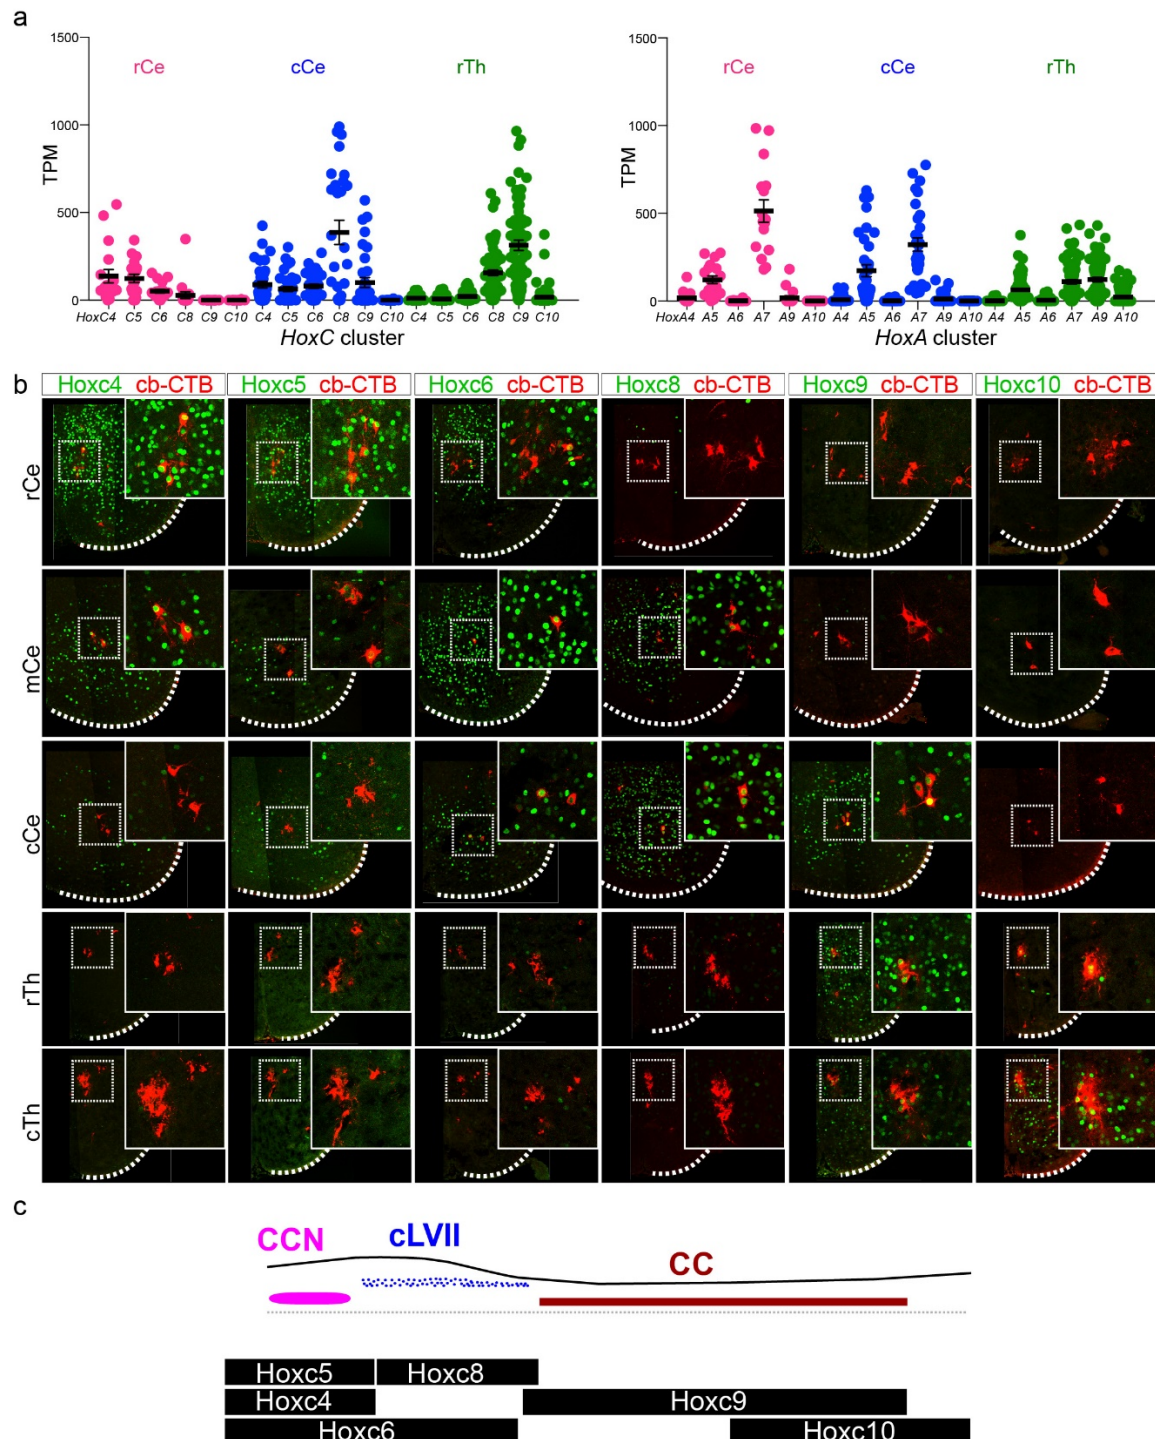 a
1500
1000
500
0
TPM
rCe
cCe
rTh
HoxC4 C5 C6 C8 C9 C10 C4 C5 C6 C8 C9 C10 C4 C5 C6 C8 C9 C10
HoxC cluster
1500
1000
500
0
TPM
rCe
cCe
rTh
HoxA4 A5 A6 A7 A9 A10 A4 A5 A6 A7 A9 A10 A4 A5 A6 A7 A9 A10
HoxA cluster
b
Hoxc4 cb-CTB Hoxc5 cb-CTB Hoxc6 cb-CTB Hoxc8 cb-CTB Hoxc9 cb-CTB Hoxc10 cb-CTB
rCe
mCe
cCe
rTh
cTh
c
CCN
cLVII
CC
Hoxc5 Hoxc8
Hoxc4 Hoxc9
Hoxc6 Hoxc10